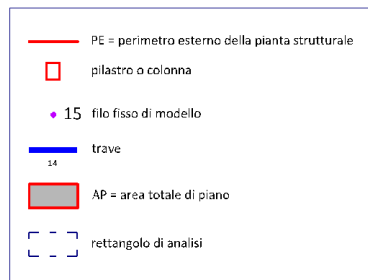 PE = perimetro esterno della pianta strutturale
pilastro o colonna
15 filo fisso di modello
trave
14
AP = area totale di piano
rettangolo di analisi